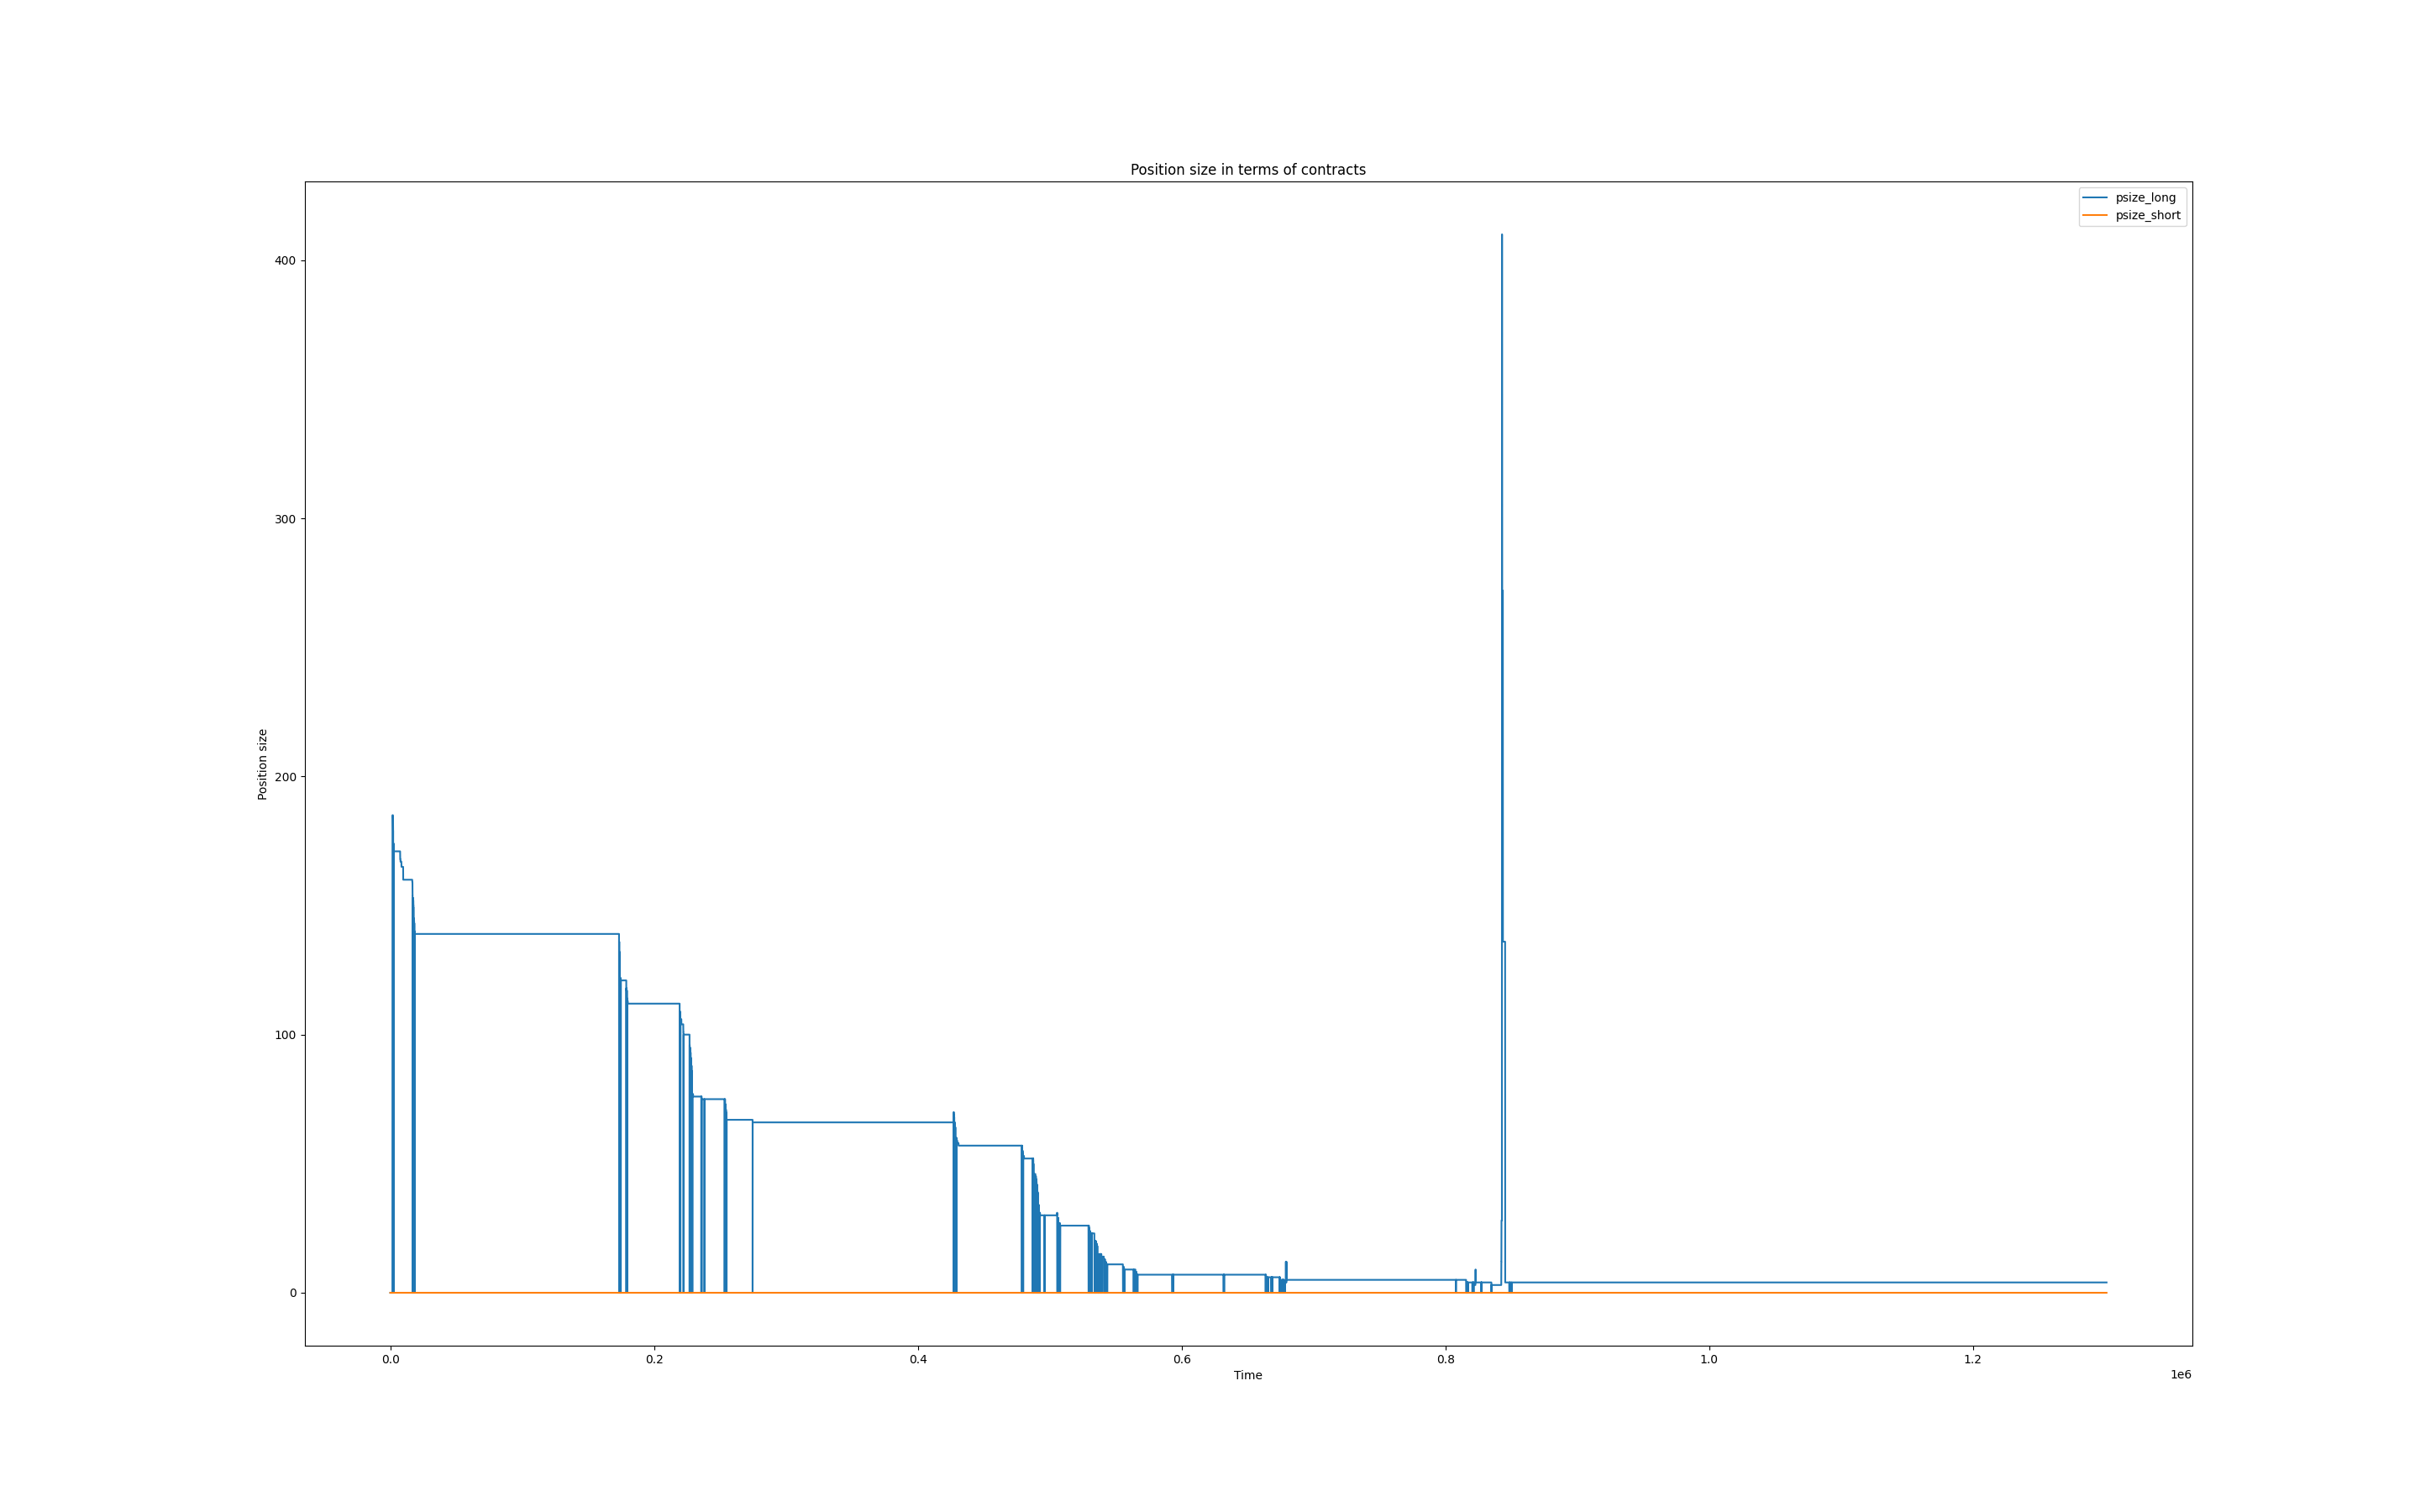 Position size in terms of contracts
psize_long
psize_short
400
300
200
100
0
Position size
0.0 0.2 0.4 0.6 0.8 1.0 1.2
Time
1e6